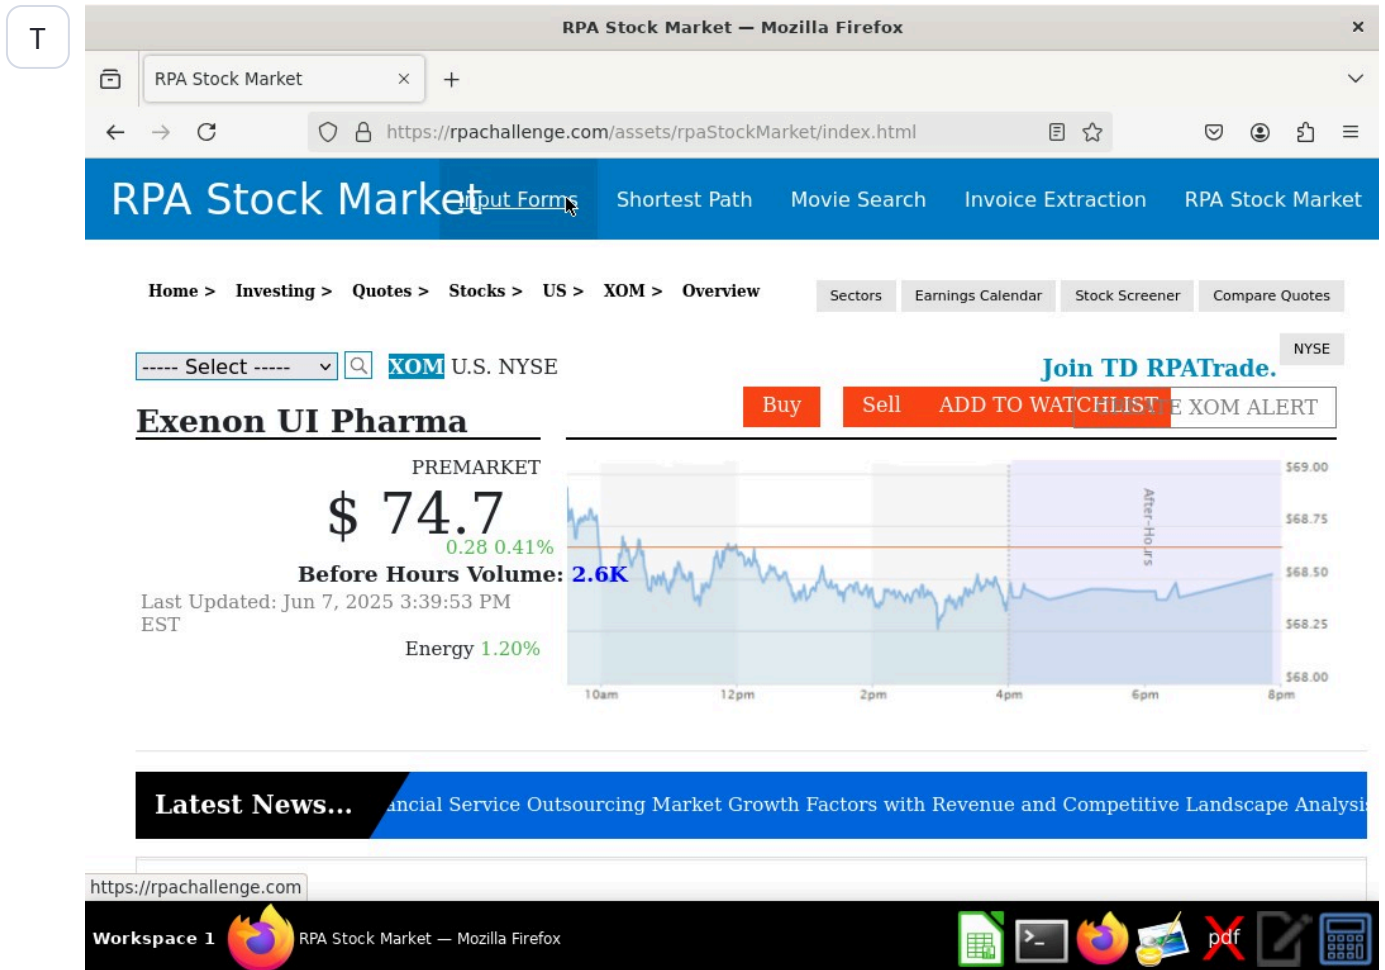 T
RPA Stock Market — Mozilla Firefox
RPA Stock Market
https://rpachallenge.com/assets/rpaStockMarket/index.html
RPA Stock Market Input Forms Shortest Path Movie Search Invoice Extraction RPA Stock Market
Home > Investing > Quotes > Stocks > US > XOM > Overview
Sectors Earnings Calendar Stock Screener Compare Quotes
NYSE
----- Select ----- XOM U.S. NYSE
Join TD RPATrade.
Buy Sell ADD TO WATCHLIST CREATE XOM ALERT
Exenon UI Pharma
PREMARKET
$ 74.7
0.28 0.41%
Before Hours Volume: 2.6K
Last Updated: Jun 7, 2025 3:39:53 PM
EST
Energy 1.20%
$69.00
$68.75
$68.50
$68.25
$68.00
After-Hours
10am 12pm 2pm 4pm 6pm 8pm
Latest News... ancial Service Outsourcing Market Growth Factors with Revenue and Competitive Landscape Analysis
https://rpachallenge.com
Workspace 1 RPA Stock Market — Mozilla Firefox
pdf